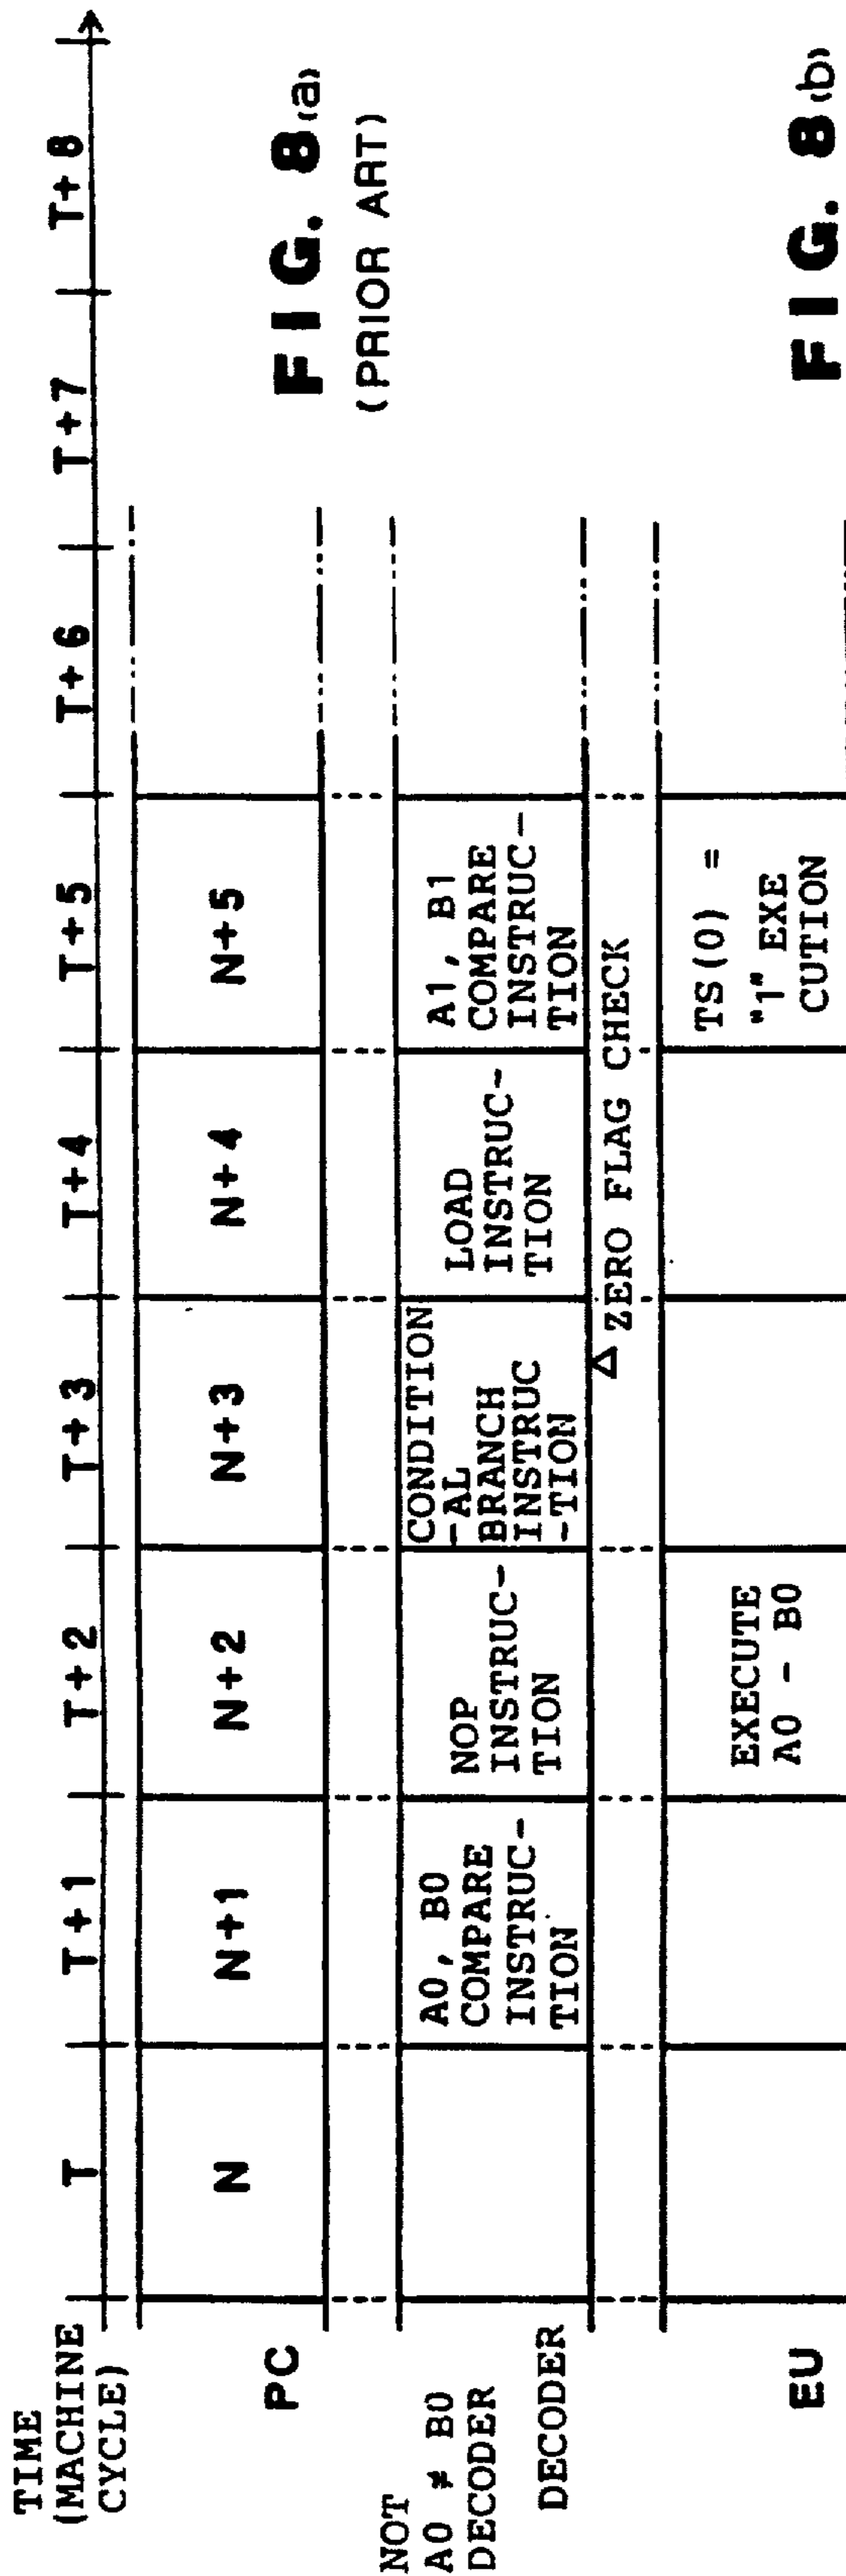 TIME
(MACHINE
CYCLE)
T
T+1
T+2
T+3
T+4
T+5
T+6
T+7
T+8
PC
N
N+1
N+2
N+3
N+4
N+5
FIG. 8(a)
(PRIOR ART)
NOT
A0 ≠ B0
DECODER
DECODER
A0, B0
COMPARE
INSTRUC-
TION
NOP
INSTRUC-
TION
CONDITION
-AL
BRANCH
INSTRUC
-TION
LOAD
INSTRUC-
TION
A1, B1
COMPARE
INSTRUC-
TION
Δ ZERO FLAG CHECK
EU
EXECUTE
A0 - B0
TS(0) =
"1" EXE
CUTION
FIG. 8(b)